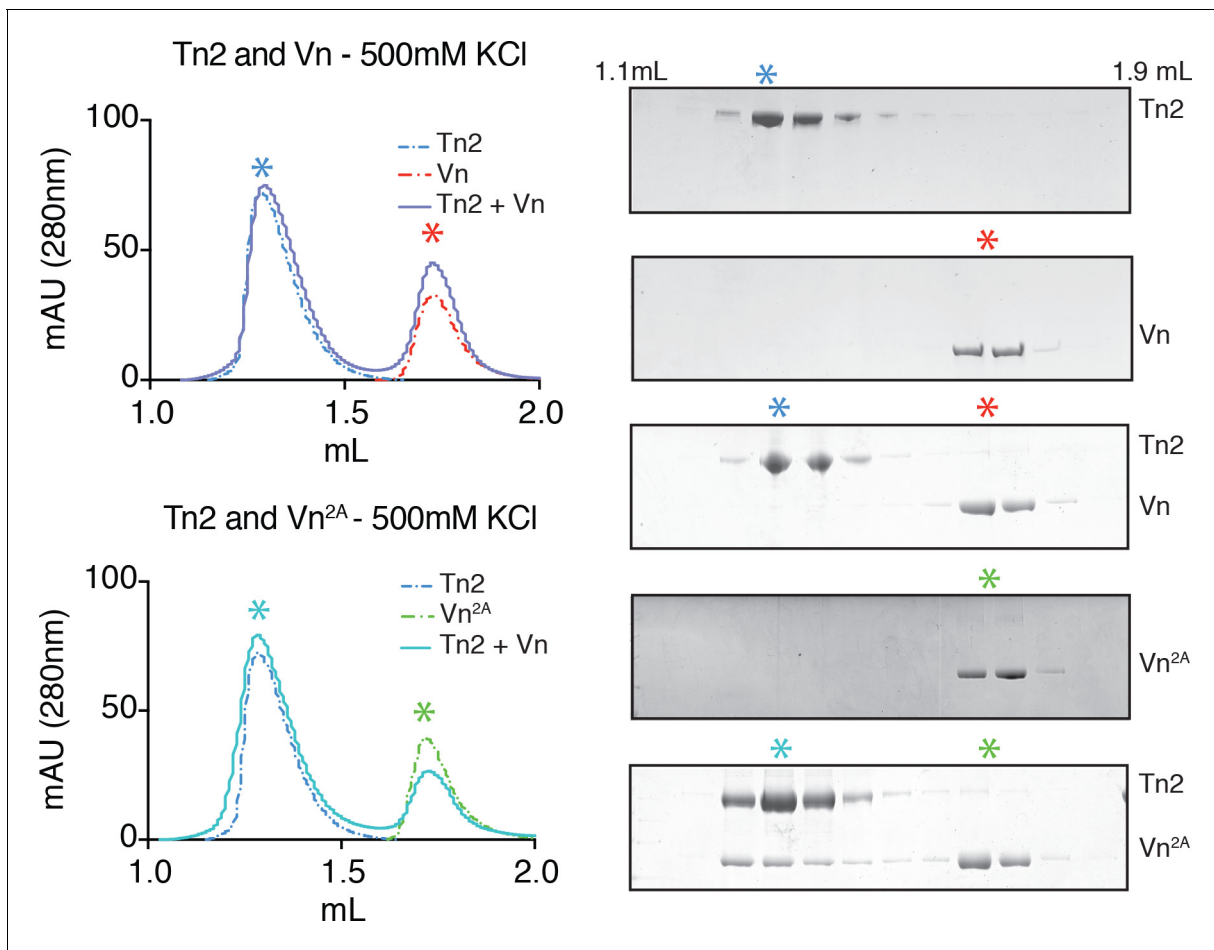 Tn2 and Vn - 500mM KCl
100
50
0
mAU (280nm)
Tn2
Vn
Tn2 + Vn
*
*
1.0
1.5
2.0
mL
Tn2 and Vn2A - 500mM KCl
100
50
0
mAU (280nm)
Tn2
Vn2A
Tn2 + Vn
*
*
1.0
1.5
2.0
mL
1.1mL
*
1.9 mL
Tn2
*
Vn
*
*
Tn2
Vn
*
Vn2A
*
*
Tn2
Vn2A